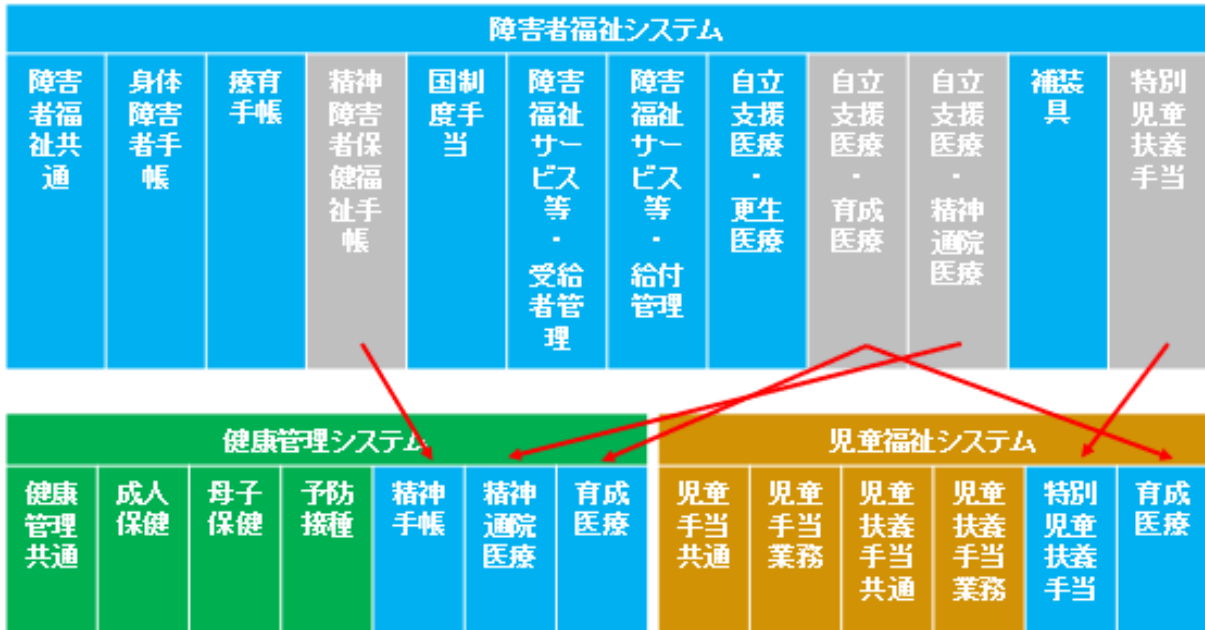 障害者福祉システム
障害
者福
祉共
通
身体
障害
者手
帳
療育
手帳
精神
障害
者保
健福
祉手
帳
国制
度手
当
障害
福祉
サー
ビス
等
・
受給
者管
理
障害
福祉
サー
ビス
等
・
給付
管理
自立
支援
医療
・
更生
医療
自立
支援
医療
・
育成
医療
自立
支援
医療
・
精神
通院
医療
補装
具
特別
児童
扶養
手当
健康管理システム
健康
管理
共通
成人
保健
母子
保健
予防
接種
精神
手帳
精神
通院
医療
育成
医療
児童福祉システム
児童
手当
共通
児童
手当
業務
児童
扶養
手当
共通
児童
扶養
手当
業務
特別
児童
扶養
手当
育成
医療